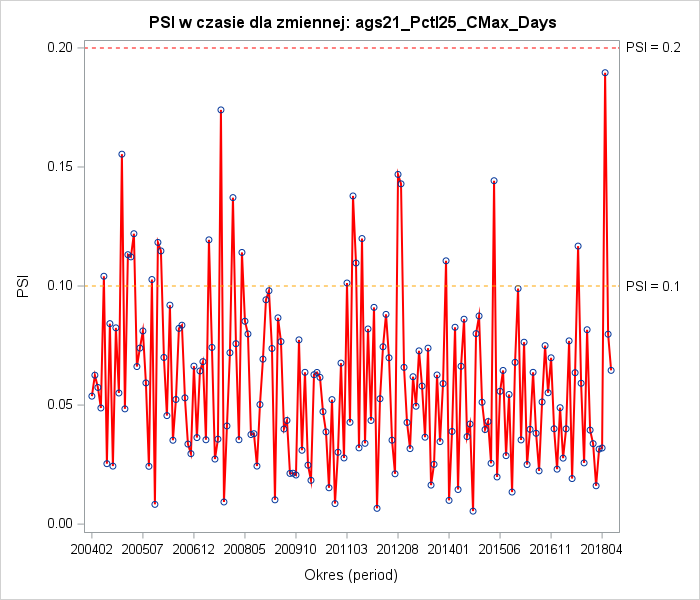 PSI w czasie dla zmiennej: ags21_Pctl25_CMax_Days
0.20
PSI = 0.2
0.15
0.10
PSI = 0.1
PSI
0.05
0.00
200402 200507 200612 200805 200910 201103 201208 201401 201506 201611 201804
Okres (period)